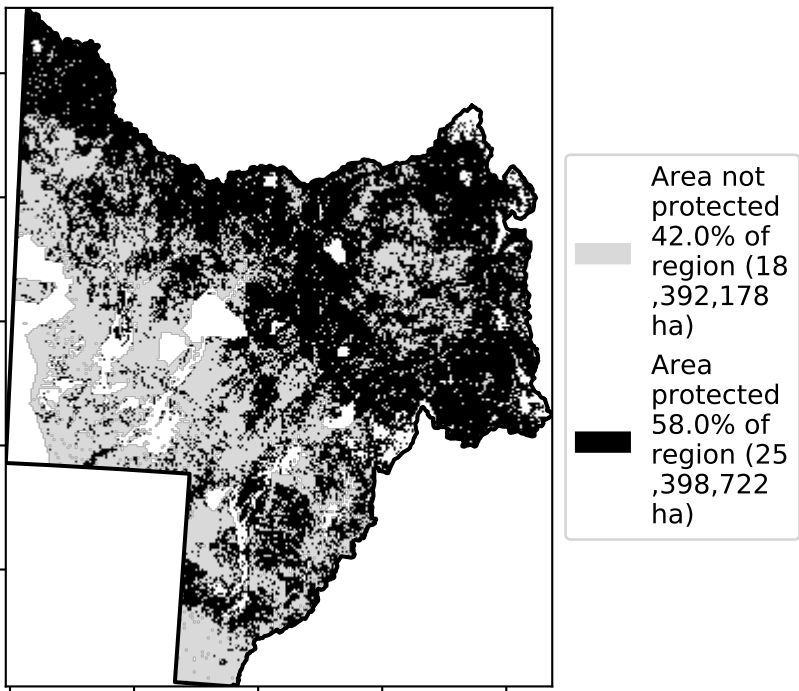 Area not
protected
42.0% of
region (18
,392,178
ha)
Area
protected
58.0% of
region (25
,398,722
ha)